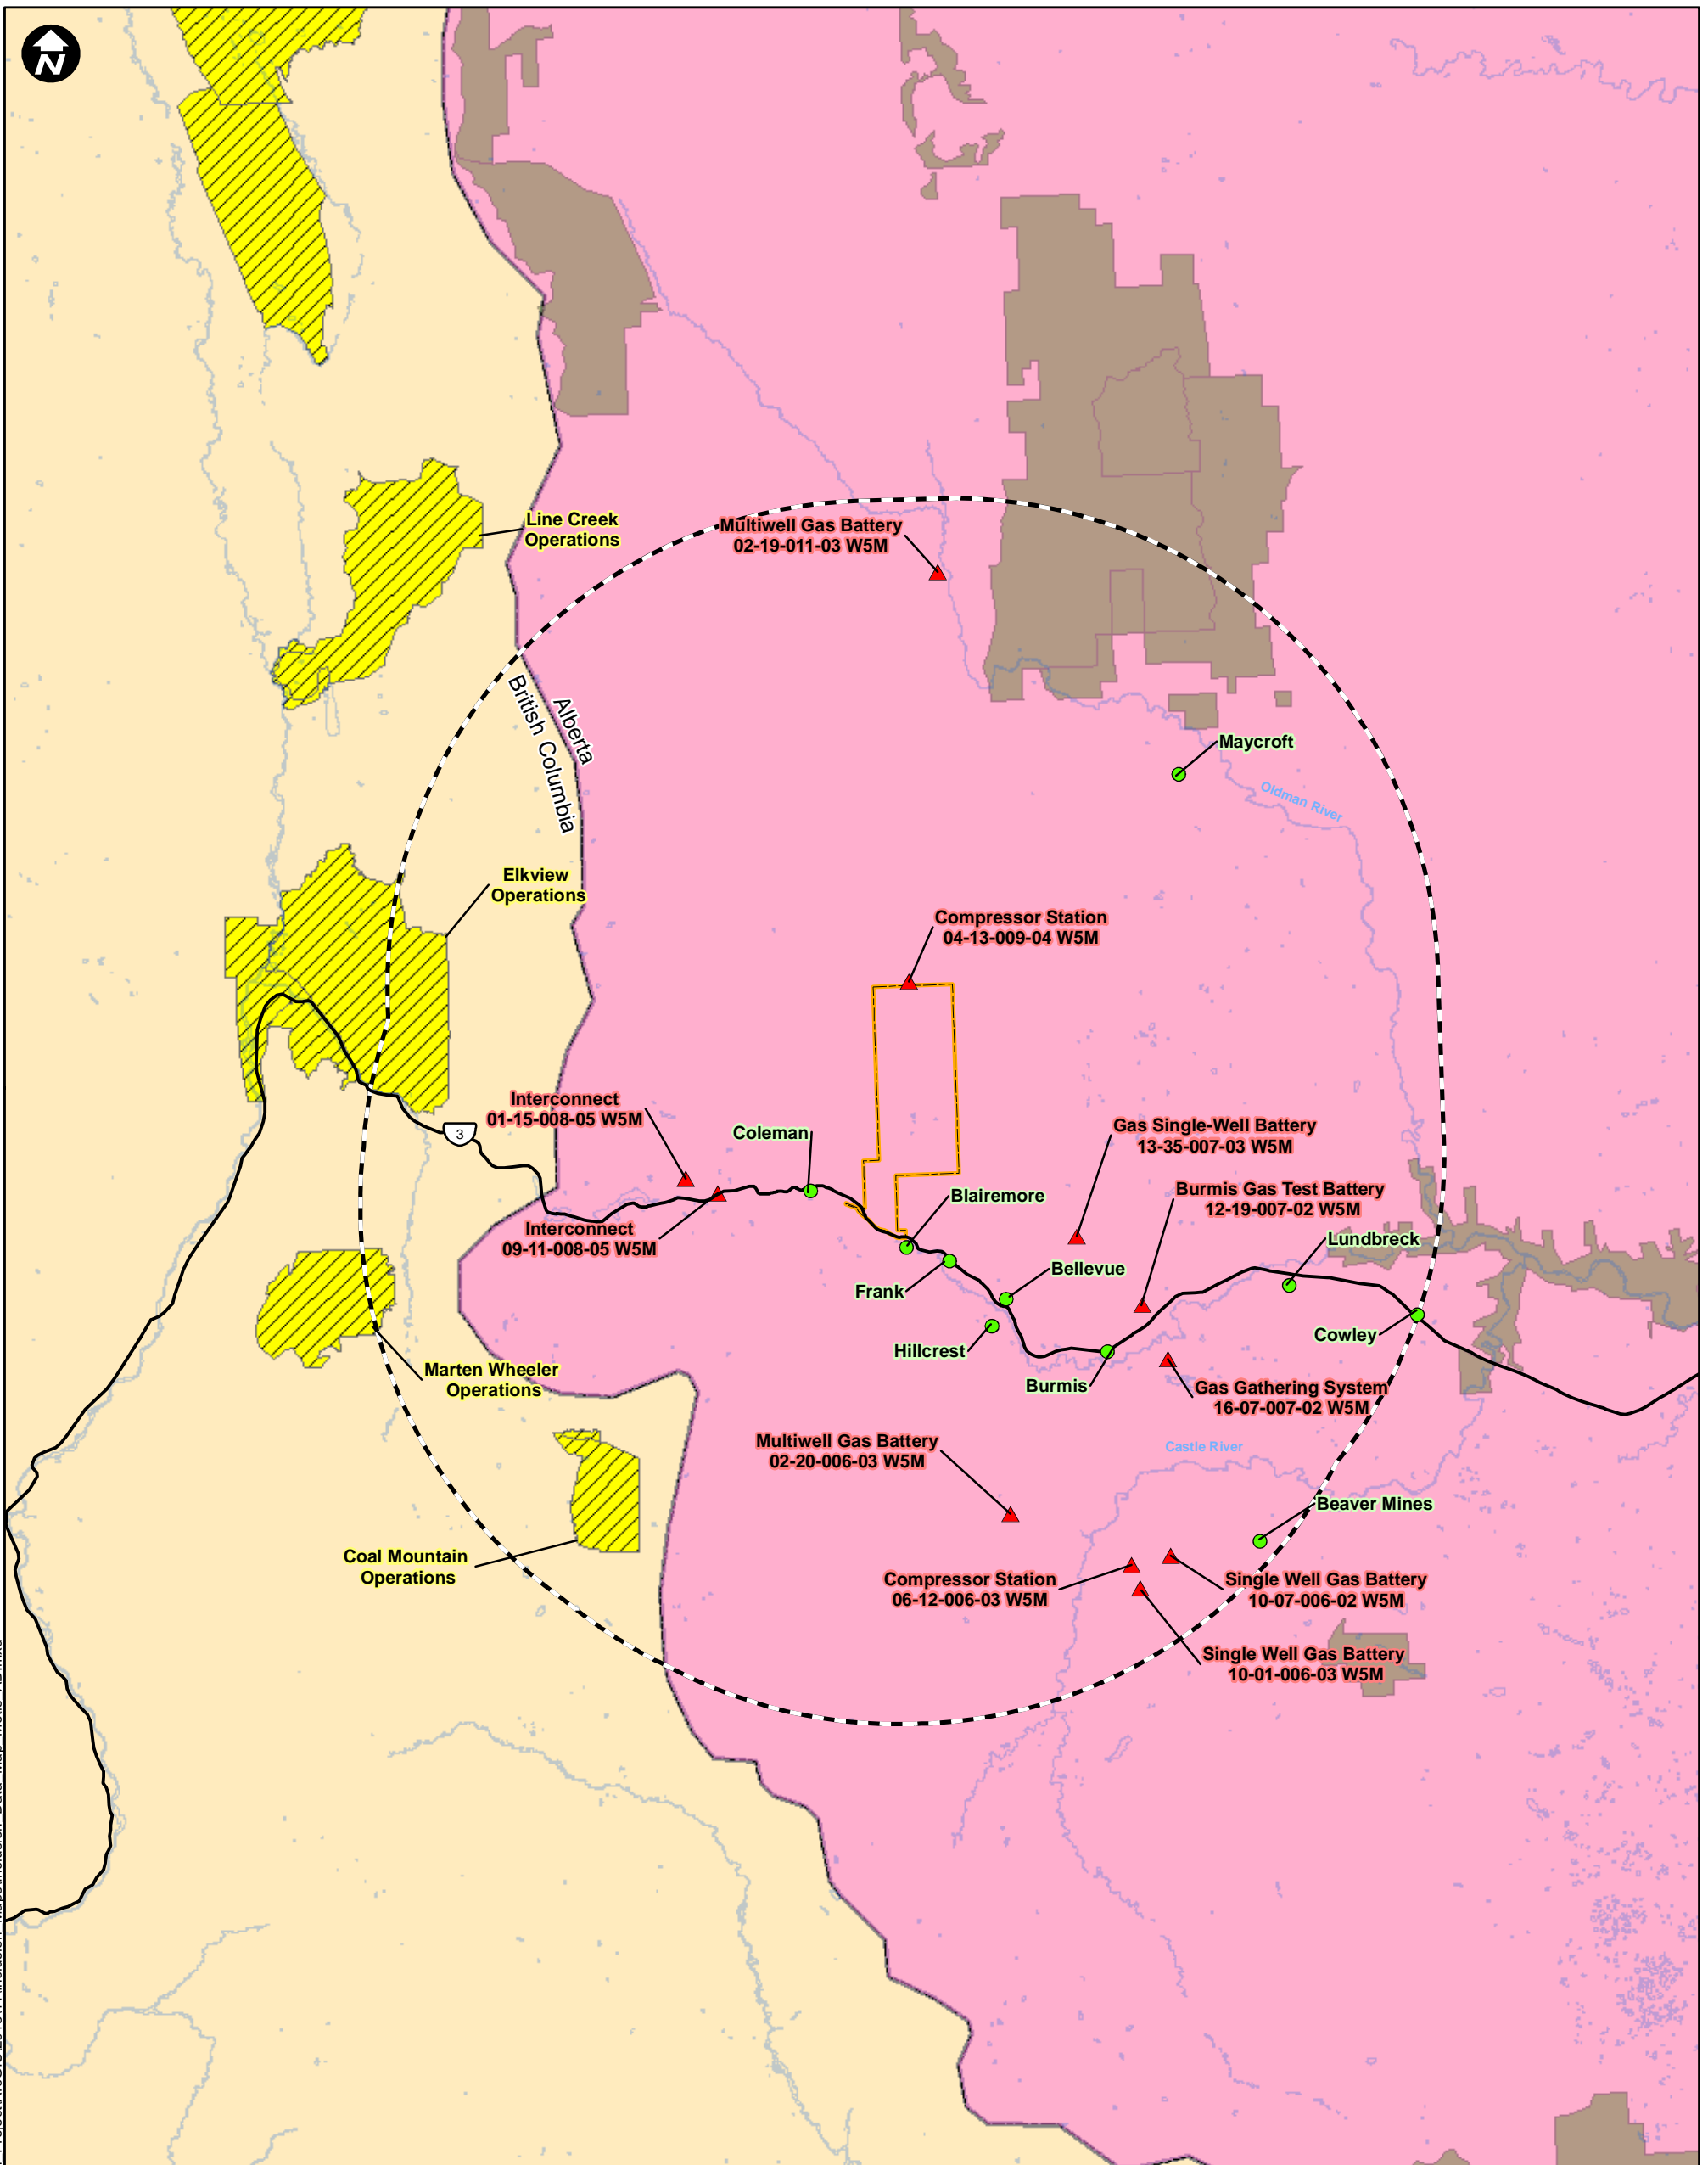 N
Line Creek
Operations
Multiwell Gas Battery
02-19-011-03 W5M
Alberta
British Columbia
Maycroft
Oldman River
Elkview
Operations
Compressor Station
04-13-009-04 W5M
Interconnect
01-15-008-05 W5M
3
Coleman
Gas Single-Well Battery
13-35-007-03 W5M
Blairemore
Burmis Gas Test Battery
12-19-007-02 W5M
Interconnect
09-11-008-05 W5M
Lundbreck
Bellevue
Frank
Cowley
Hillcrest
Marten Wheeler
Operations
Burmis
Gas Gathering System
16-07-007-02 W5M
Multiwell Gas Battery
02-20-006-03 W5M
Castle River
Beaver Mines
Coal Mountain
Operations
Compressor Station
06-12-006-03 W5M
Single Well Gas Battery
10-07-006-02 W5M
Single Well Gas Battery
10-01-006-03 W5M